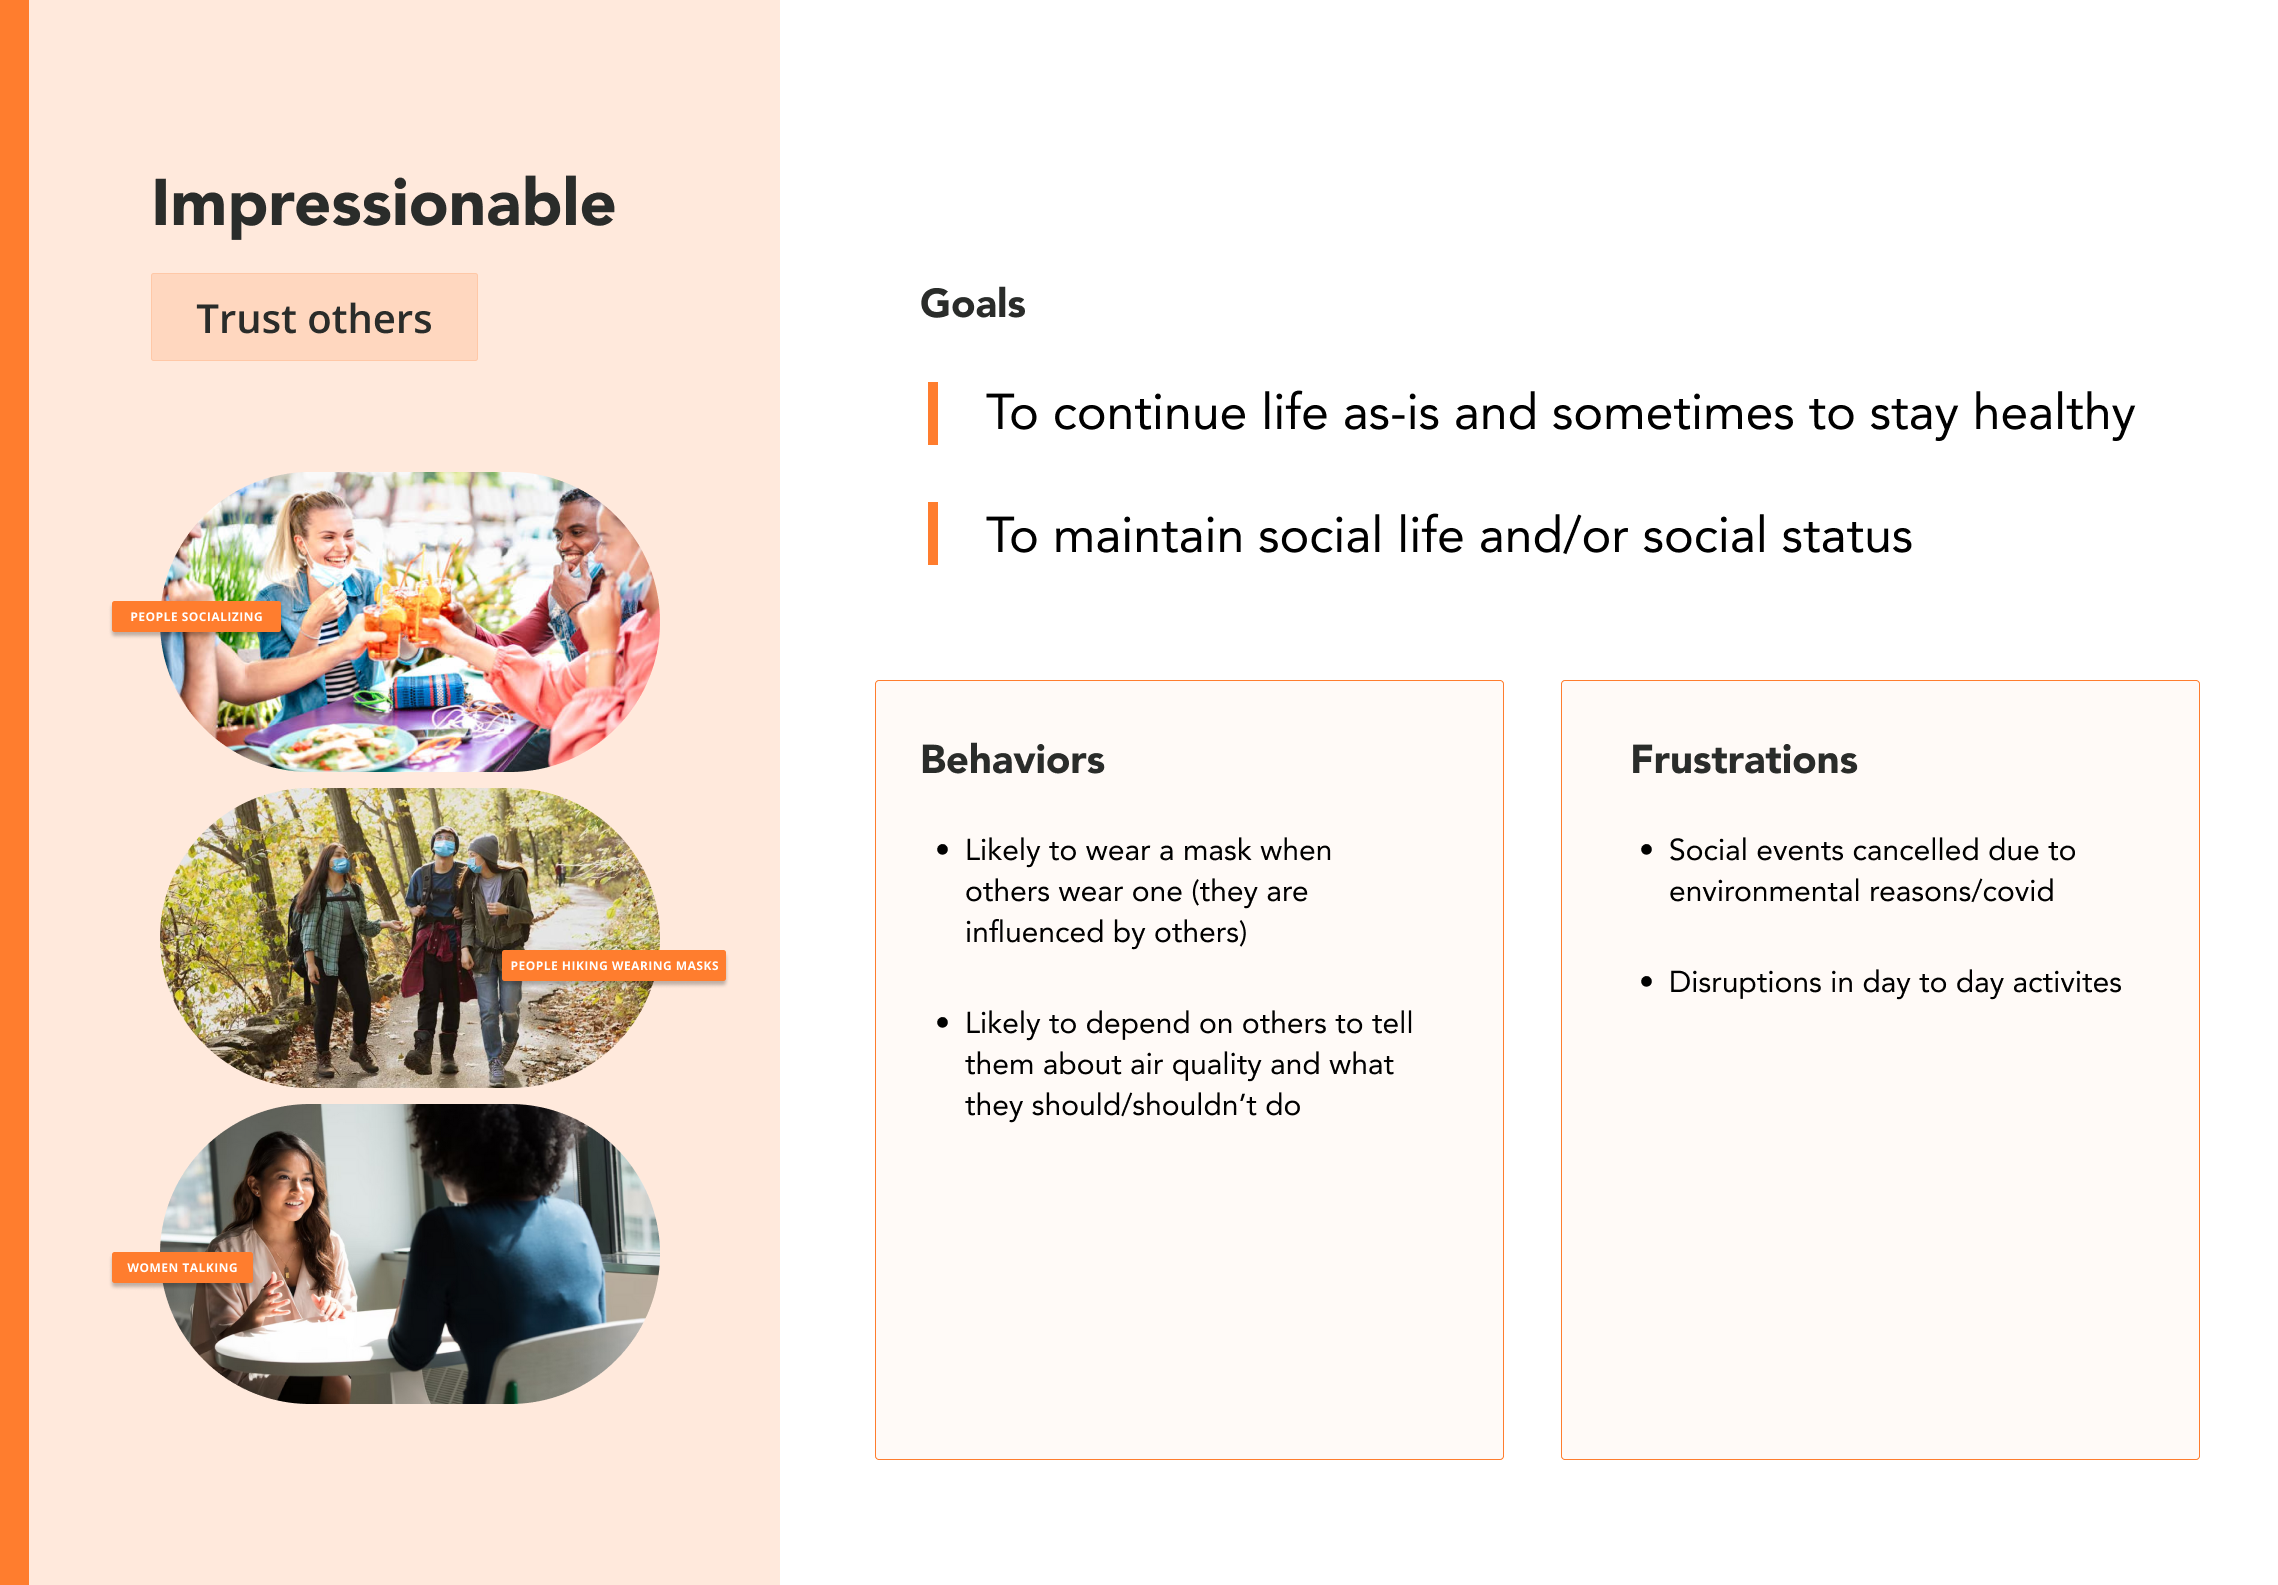 Impressionable
Trust others
PEOPLE SOCIALIZING
PEOPLE HIKING WEARING MASKS
WOMEN TALKING
Goals
To continue life as-is and sometimes to stay healthy
To maintain social life and/or social status
Behaviors
• Likely to wear a mask when
others wear one (they are
influenced by others)
• Likely to depend on others to tell
them about air quality and what
they should/shouldn’t do
Frustrations
• Social events cancelled due to
environmental reasons/covid
• Disruptions in day to day activites